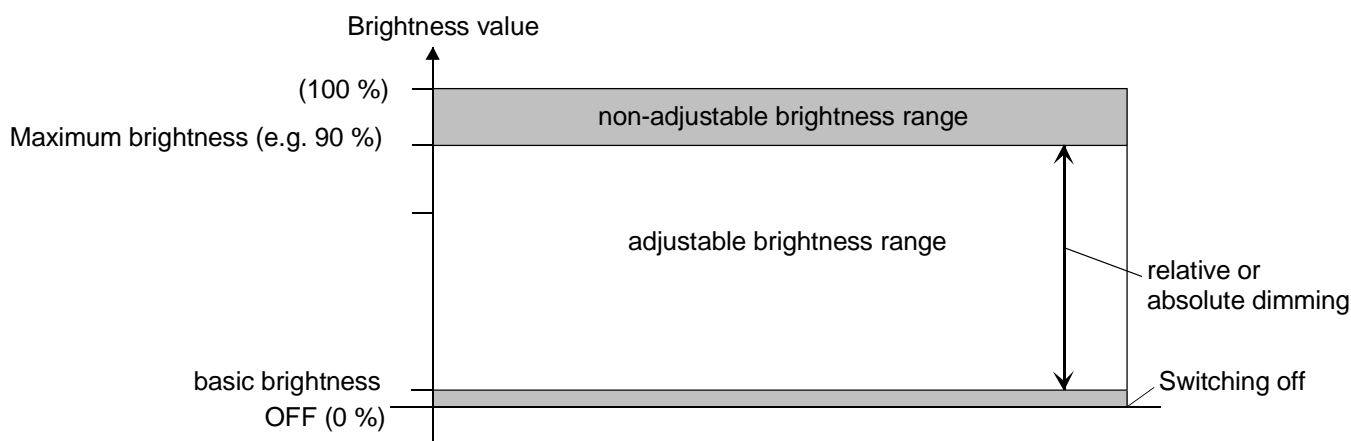 Brightness value
(100 %)
non-adjustable brightness range
Maximum brightness (e.g. 90 %)
adjustable brightness range
relative or
absolute dimming
basic brightness
Switching off
OFF (0 %)